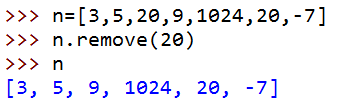 >>> n=[3,5,20,9,1024,20,-7]
>>> n.remove(20)
>>> n
[3, 5, 9, 1024, 20, -7]